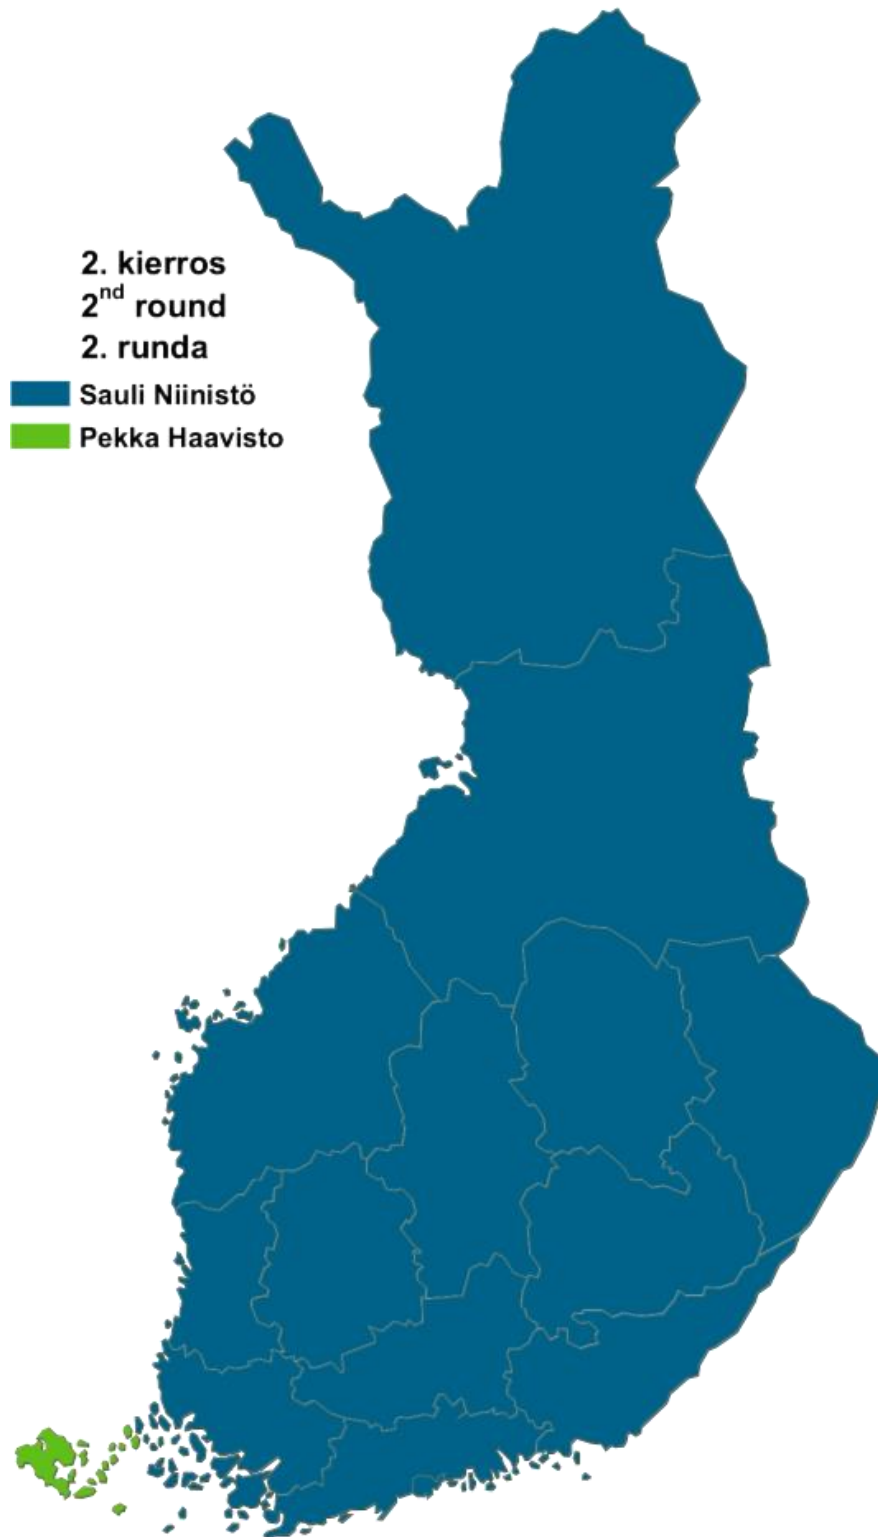 2. kierros
2nd round
2. runda
Sauli Niinistö
Pekka Haavisto